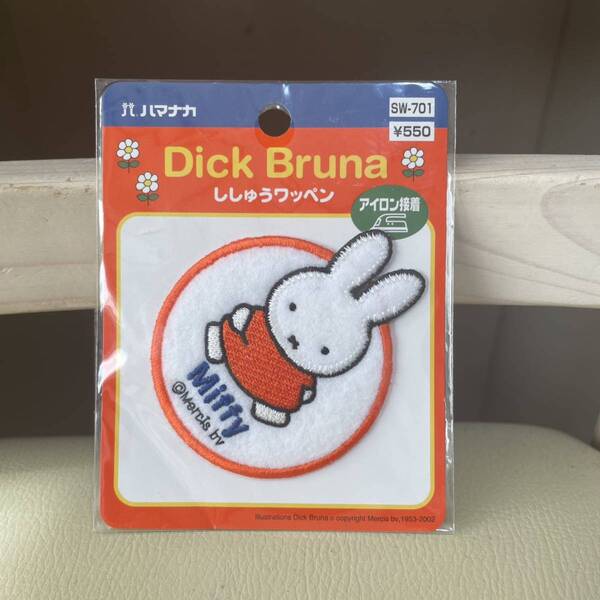 ハマナカ
SW-701
¥550
Dick Bruna
ししゅうワッペン
アイロン接着
Miffy
©Mercis bv
Illustrations Dick Bruna © copyright Mercis bv,1953-2002